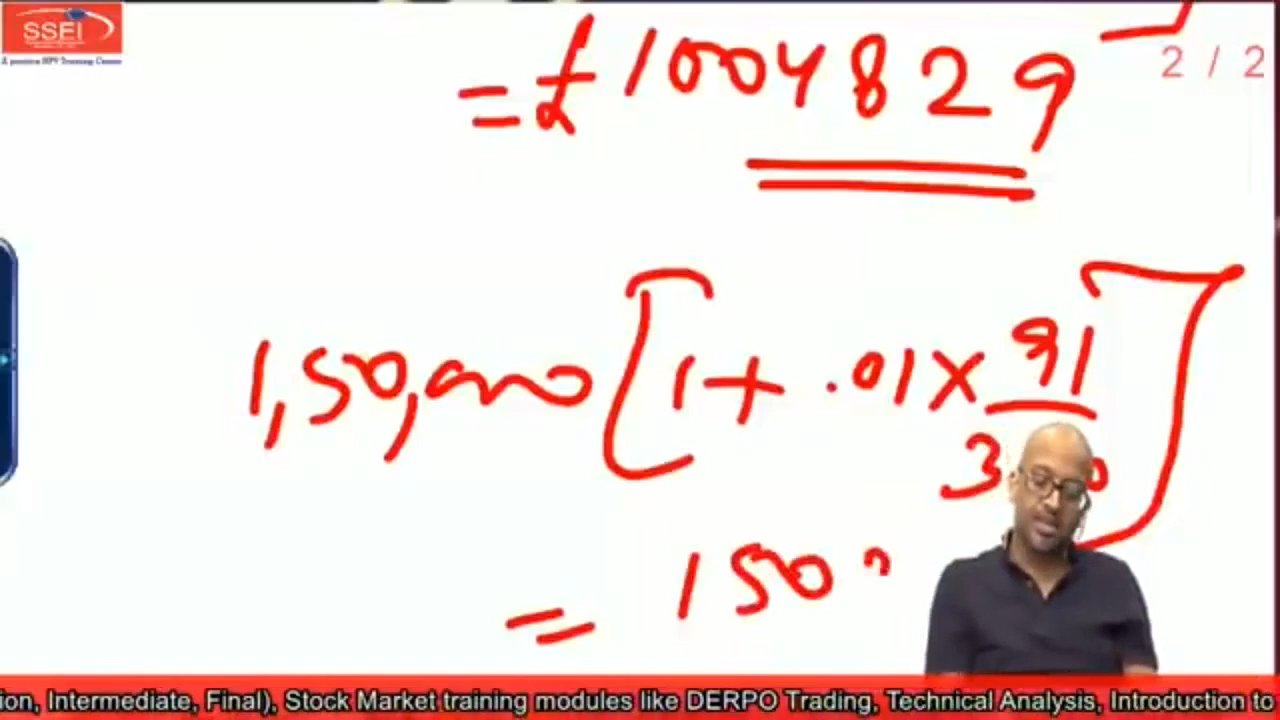 SSEI
= £1004829
2 / 2
1,50,000 [1 + .01 × 91
= 150
ion, Intermediate, Final), Stock Market training modules like DERPO Trading, Technical Analysis, Introduction to